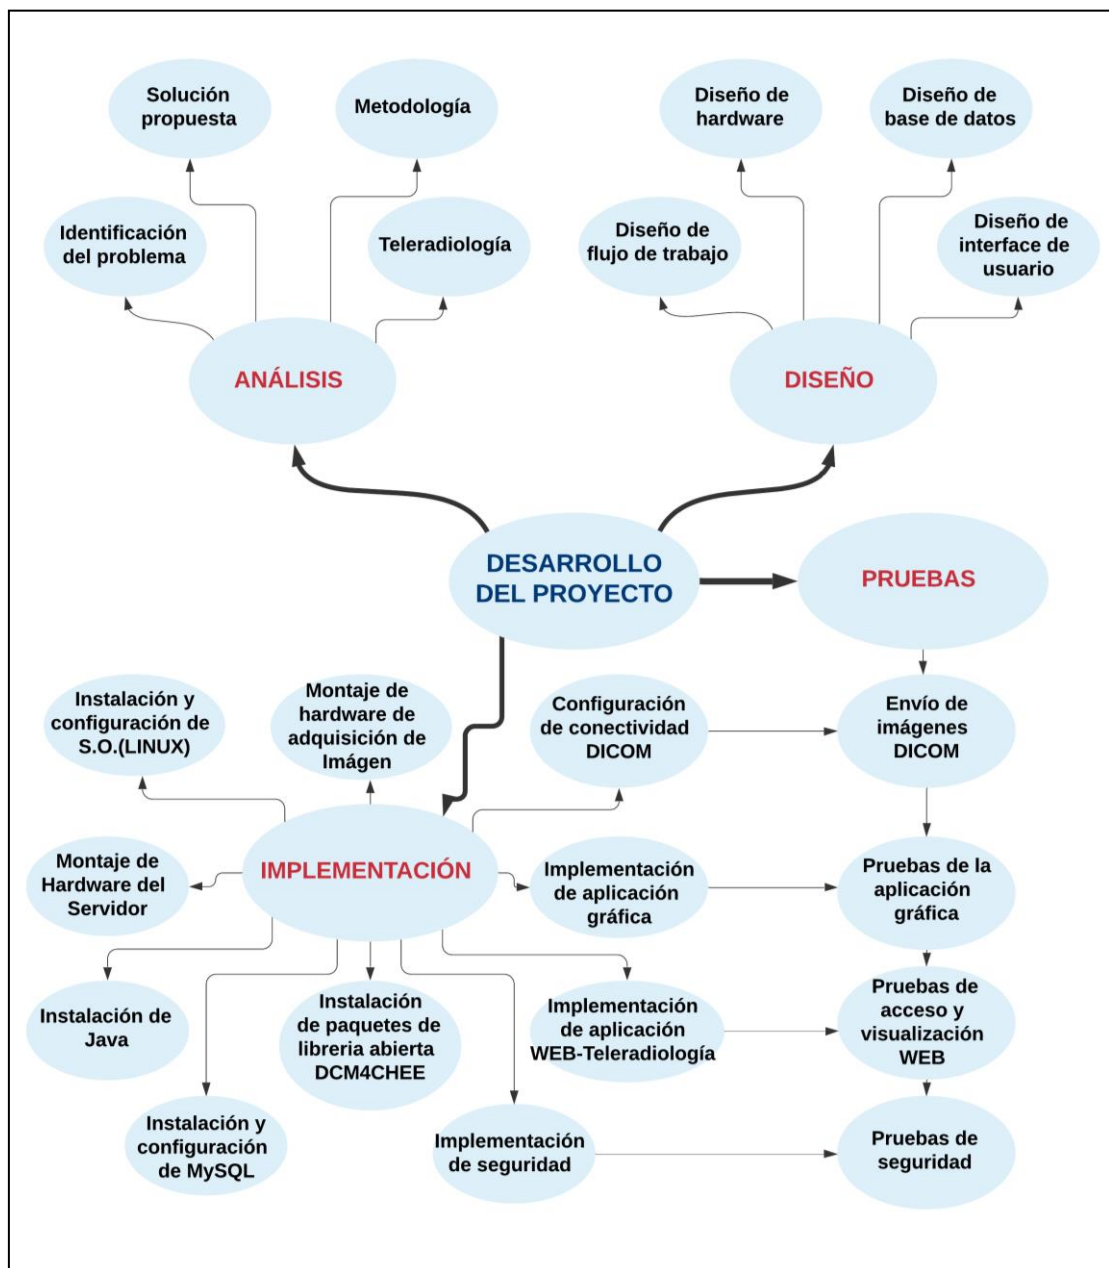 Solución
propuesta
Metodología
Identificación
del problema
Teleradiología
ANÁLISIS
Diseño de
hardware
Diseño de
base de datos
Diseño de
flujo de trabajo
Diseño de
interface de
usuario
DISEÑO
DESARROLLO
DEL PROYECTO
PRUEBAS
Instalación y
configuración de
S.O.(LINUX)
Montaje de
hardware de
adquisición de
Imágen
Configuración
de conectividad
DICOM
Envío de
imágenes
DICOM
Montaje de
Hardware del
Servidor
IMPLEMENTACIÓN
Implementación
de aplicación
gráfica
Pruebas de la
aplicación
gráfica
Instalación de
Java
Instalación
de paquetes de
libreria abierta
DCM4CHEE
Implementación
de aplicación
WEB-Teleradiología
Pruebas de
acceso y
visualización
WEB
Instalación y
configuración
de MySQL
Implementación
de seguridad
Pruebas de
seguridad